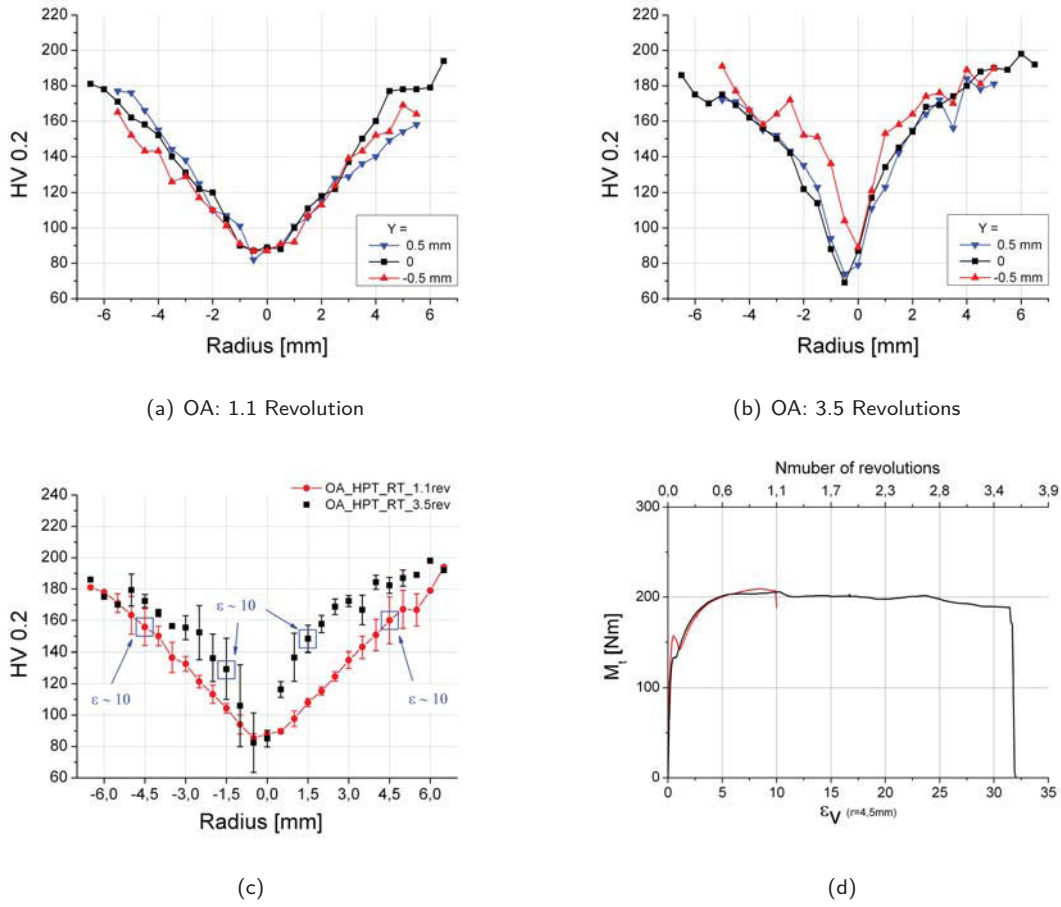 220
200
180
160
140
120
100
80
60
HV 0.2
-6 -4 -2 0 2 4 6
Radius [mm]
Y =
0.5 mm
0
-0.5 mm
(a) OA: 1.1 Revolution
220
200
180
160
140
120
100
80
60
HV 0.2
-6 -4 -2 0 2 4 6
Radius [mm]
Y =
0.5 mm
0
-0.5 mm
(b) OA: 3.5 Revolutions
OA_HPT_RT_1.1rev
OA_HPT_RT_3.5rev
240
220
200
180
160
140
120
100
80
60
HV 0.2
ε ~ 10
ε ~ 10
ε ~ 10
-6,0 -4,5 -3,0 -1,5 0,0 1,5 3,0 4,5 6,0
Radius [mm]
(c)
Nmuber of revolutions
0,0 0,6 1,1 1,7 2,3 2,8 3,4 3,9
300
200
100
0
Mt [Nm]
0 5 10 15 20 25 30 35
εV (r=4,5mm)
(d)